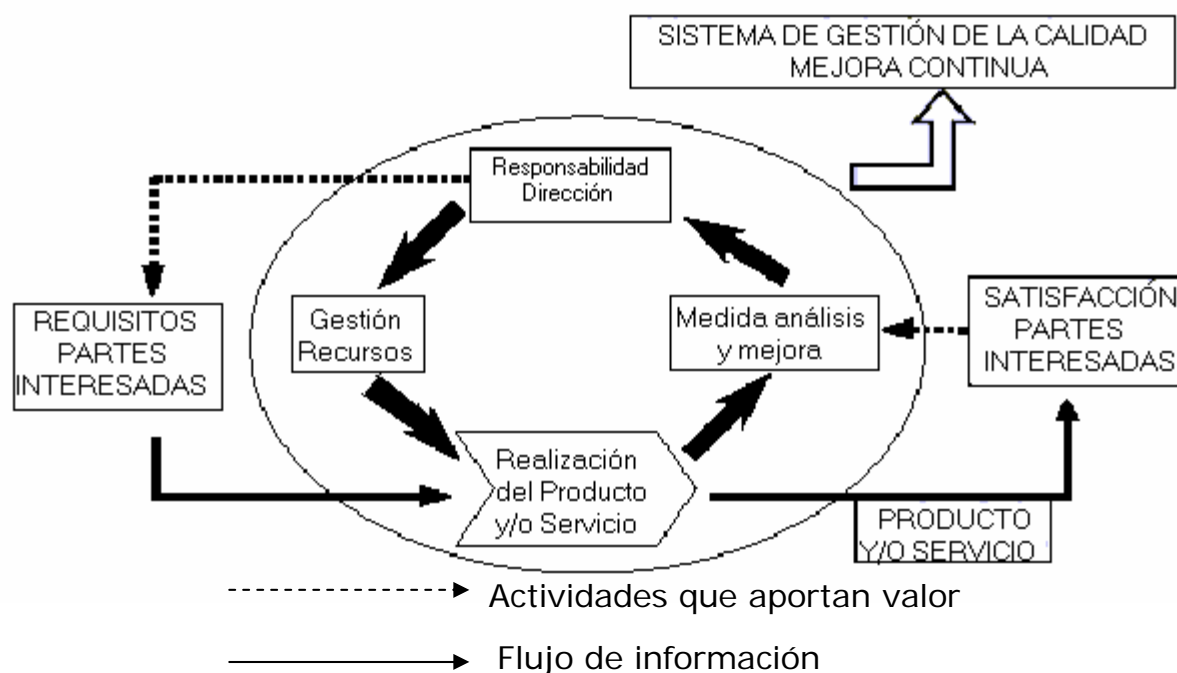 SISTEMA DE GESTIÓN DE LA CALIDAD
MEJORA CONTINUA
Responsabilidad
Dirección
REQUISITOS
PARTES
INTERESADAS
Gestión
Recursos
Medida análisis
y mejora
SATISFACCIÓN
PARTES
INTERESADAS
Realización
del Producto
y/o Servicio
PRODUCTO
Y/O SERVICIO
Actividades que aportan valor
Flujo de información